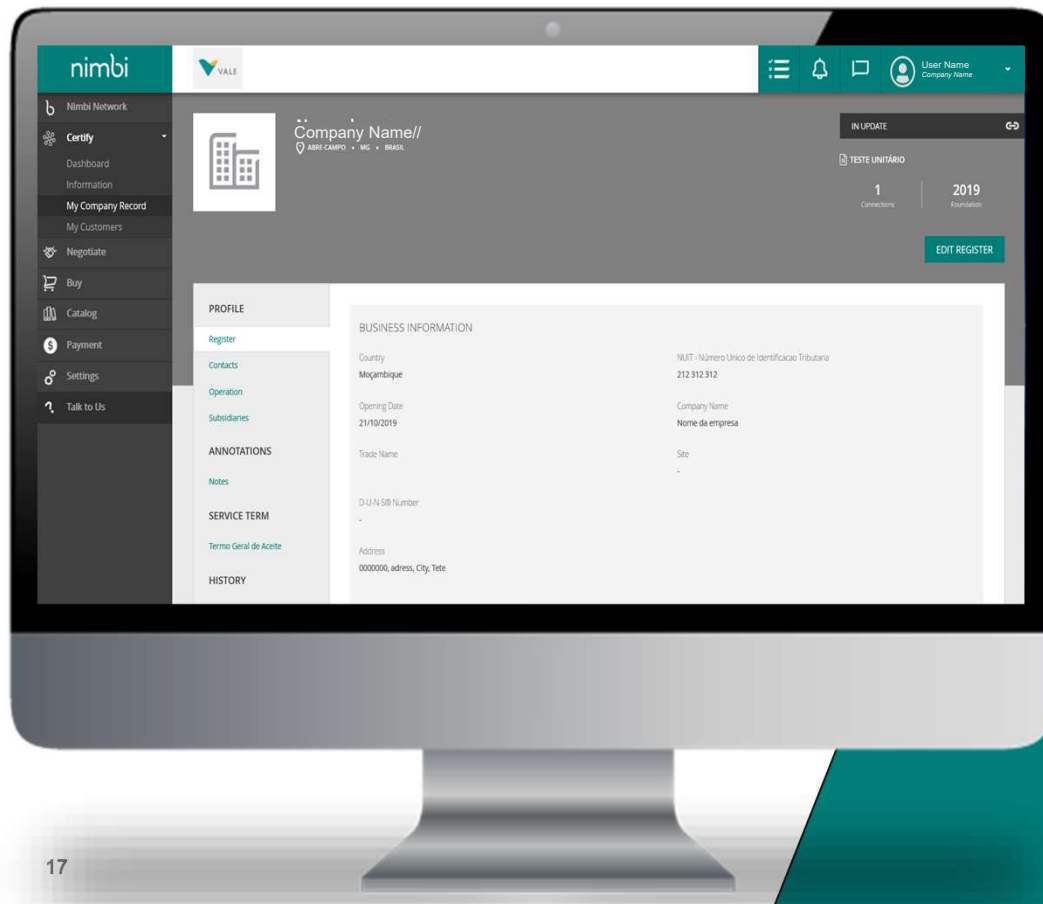 nimbi
VALE
User Name
Company Name
Nimbi Network
Certify
Dashboard
Information
My Company Record
My Customers
Negotiate
Buy
Catalog
Payment
Settings
Talk to Us
Company Name//
ABRE-CAMPO • MG • BRASIL
IN UPDATE
TESTE UNITÁRIO
1
Connections
2019
Foundation
EDIT REGISTER
PROFILE
Register
Contacts
Operation
Subsidiaries
ANNOTATIONS
Notes
SERVICE TERM
Termo Geral de Aceite
HISTORY
BUSINESS INFORMATION
Country
Moçambique
NUIT - Número Unico de Identificacao Tributaria
212 312 312
Opening Date
21/10/2019
Company Name
Nome da empresa
Trade Name
Site
-
D-U-N-S® Number
-
Address
0000000, adress, City, Tete
17